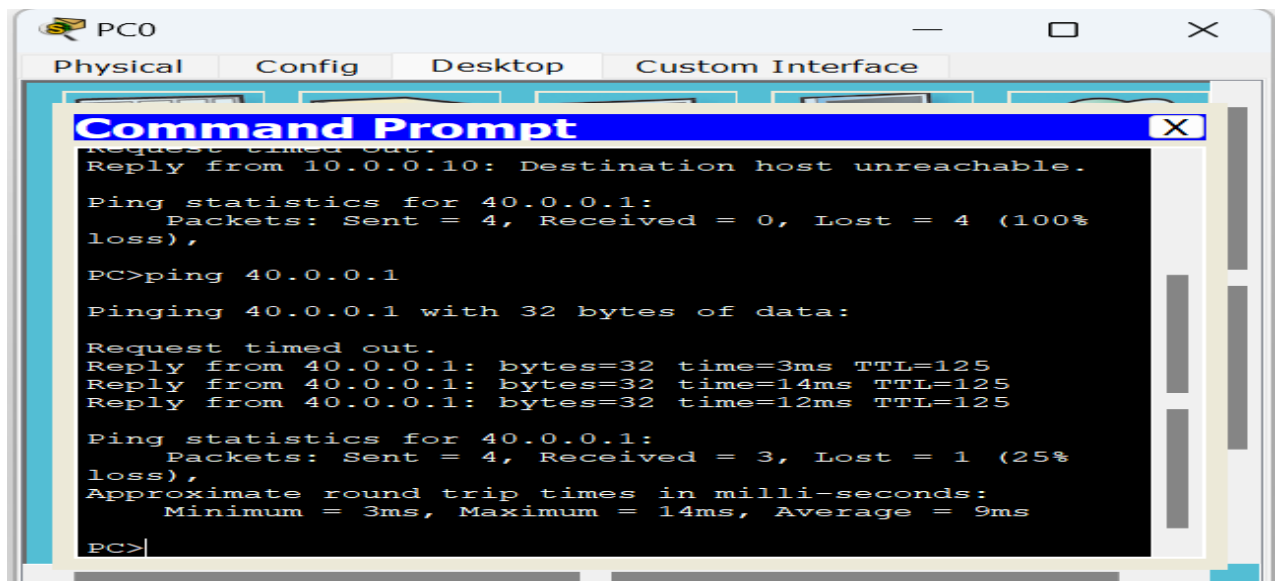 PC0
Physical Config Desktop Custom Interface
Command Prompt X
Request timed out.
Reply from 10.0.0.10: Destination host unreachable.
Ping statistics for 40.0.0.1:
Packets: Sent = 4, Received = 0, Lost = 4 (100%
loss),
PC>ping 40.0.0.1
Pinging 40.0.0.1 with 32 bytes of data:
Request timed out.
Reply from 40.0.0.1: bytes=32 time=3ms TTL=125
Reply from 40.0.0.1: bytes=32 time=14ms TTL=125
Reply from 40.0.0.1: bytes=32 time=12ms TTL=125
Ping statistics for 40.0.0.1:
Packets: Sent = 4, Received = 3, Lost = 1 (25%
loss),
Approximate round trip times in milli-seconds:
Minimum = 3ms, Maximum = 14ms, Average = 9ms
PC>